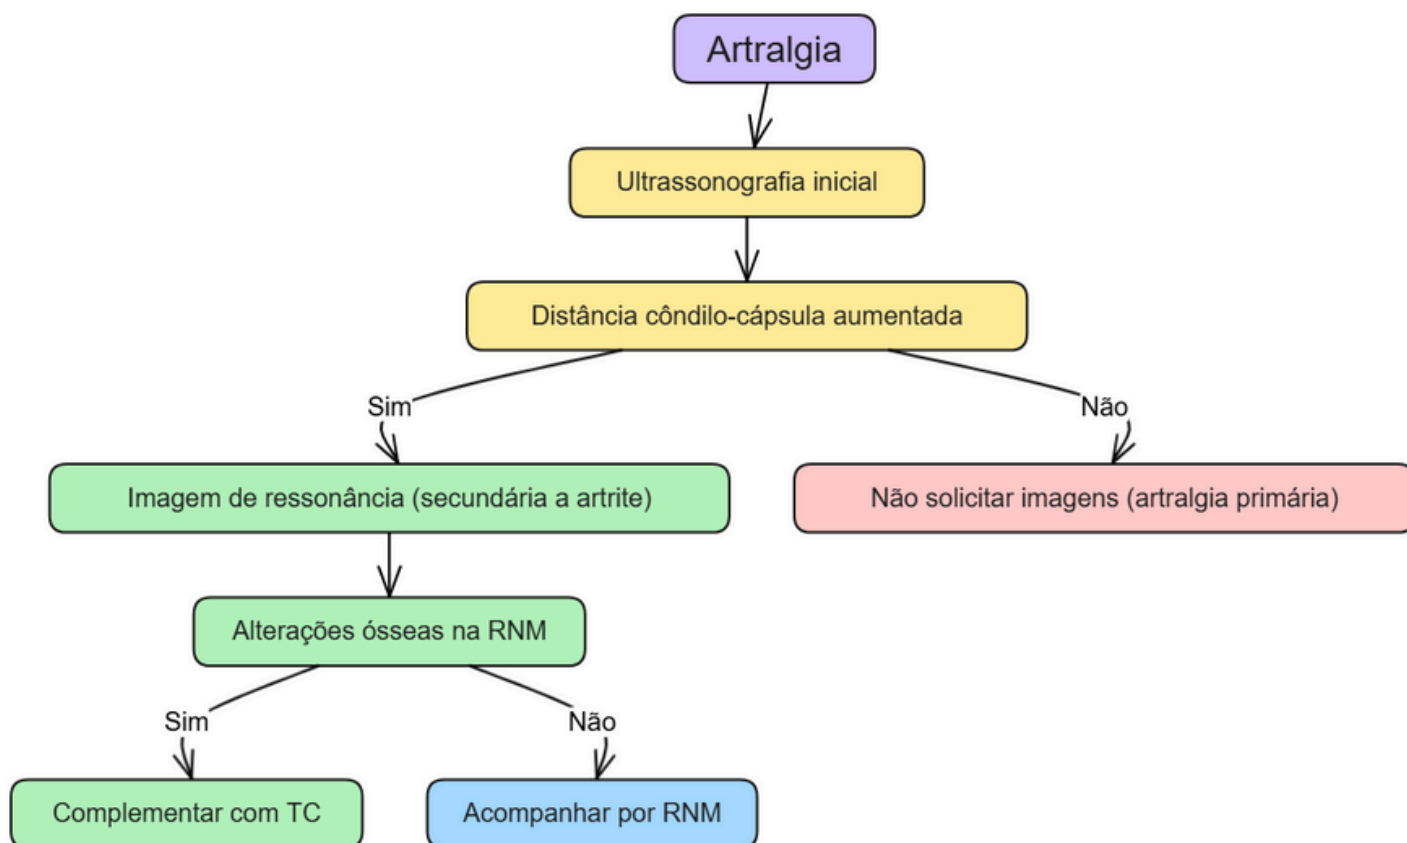 Artralgia
Ultrassonografia inicial
Distância côndilo-cápsula aumentada
Sim
Não
Imagem de ressonância (secundária a artrite)
Não solicitar imagens (artralgia primária)
Alterações ósseas na RNM
Sim
Não
Complementar com TC
Acompanhar por RNM